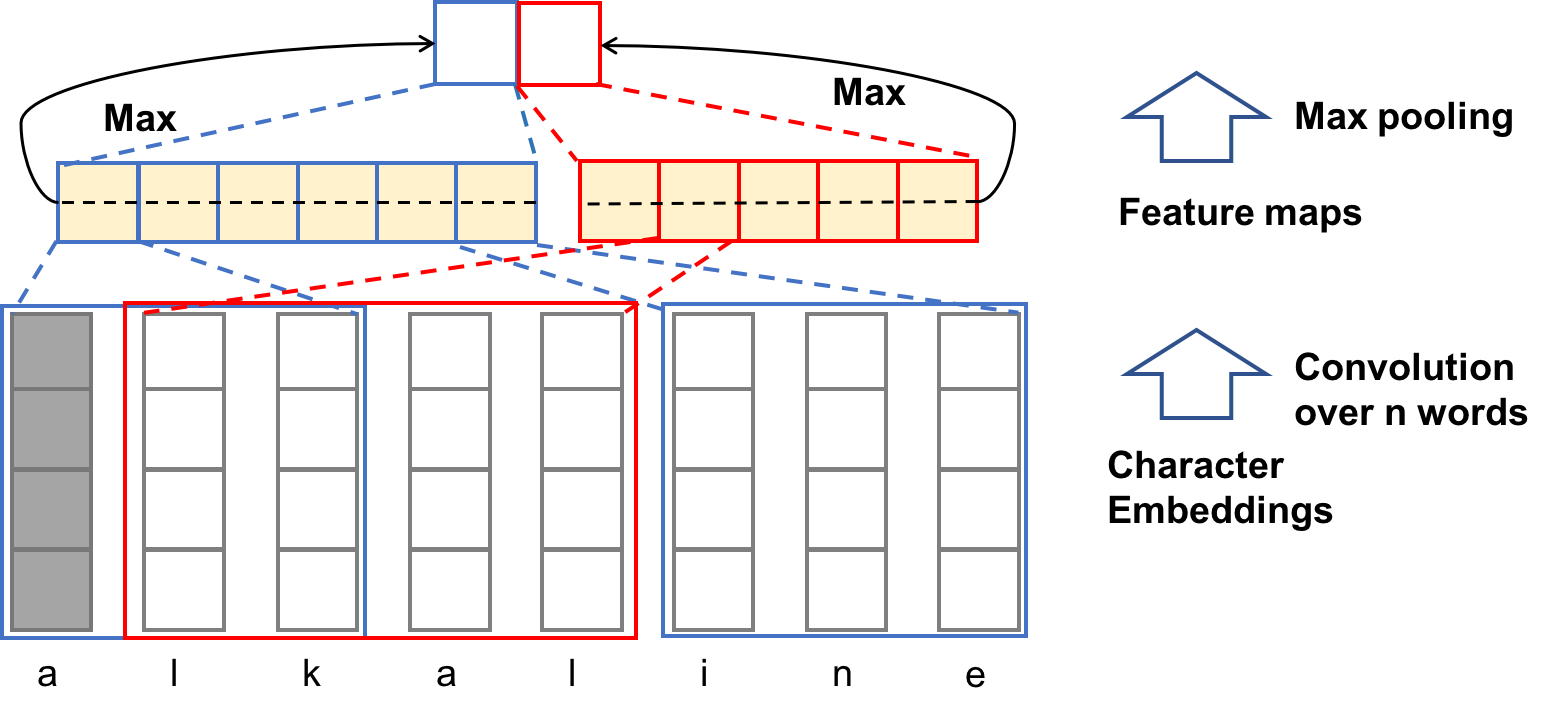 Max
Max
Max pooling
Feature maps
Convolution
over n words
Character
Embeddings
a l k a l i n e